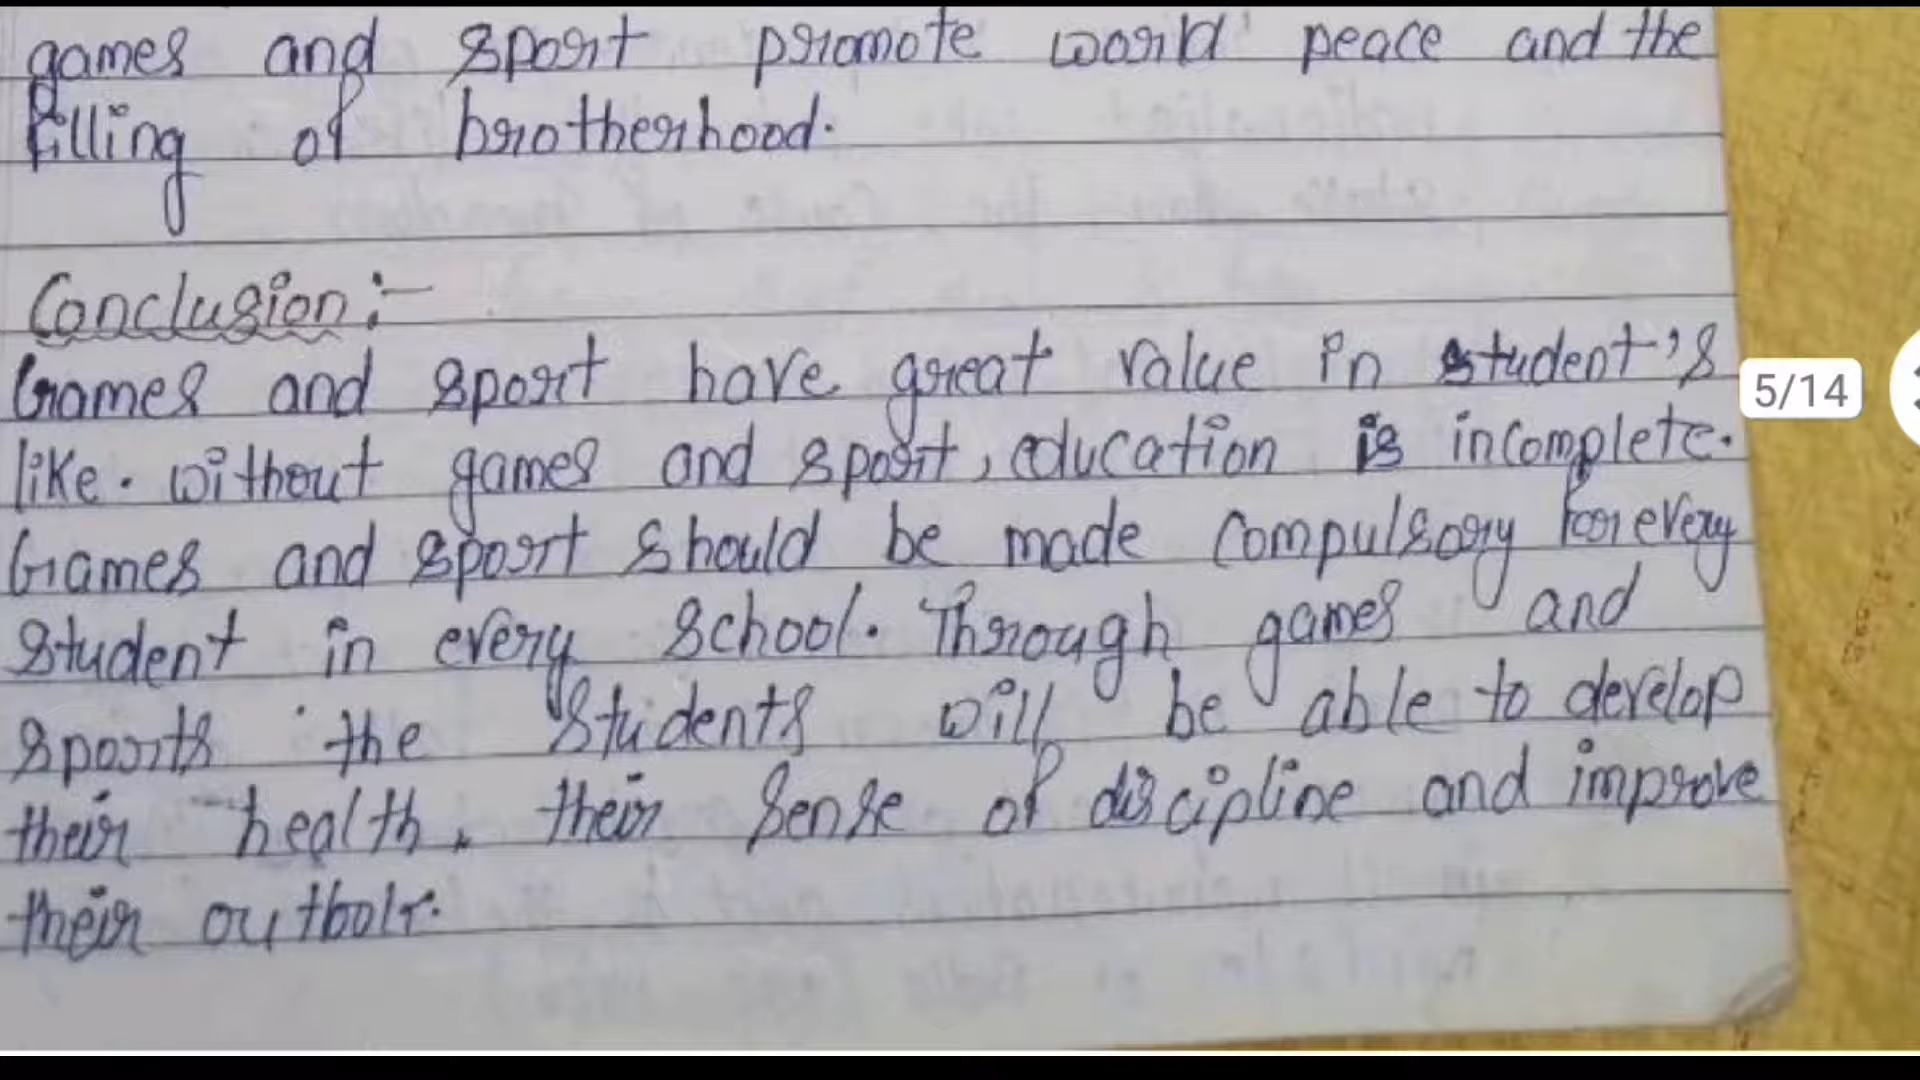 games and sport promote world peace and the
filling of brotherhood.
Conclusion :-
Games and sport have great value in student's
like. without games and sport, education is incomplete.
Games and sport should be made compulsory for every
student in every school. Through games and
sports the students will be able to develop
their health, their sense of discipline and improve
their outbolr.
5/14